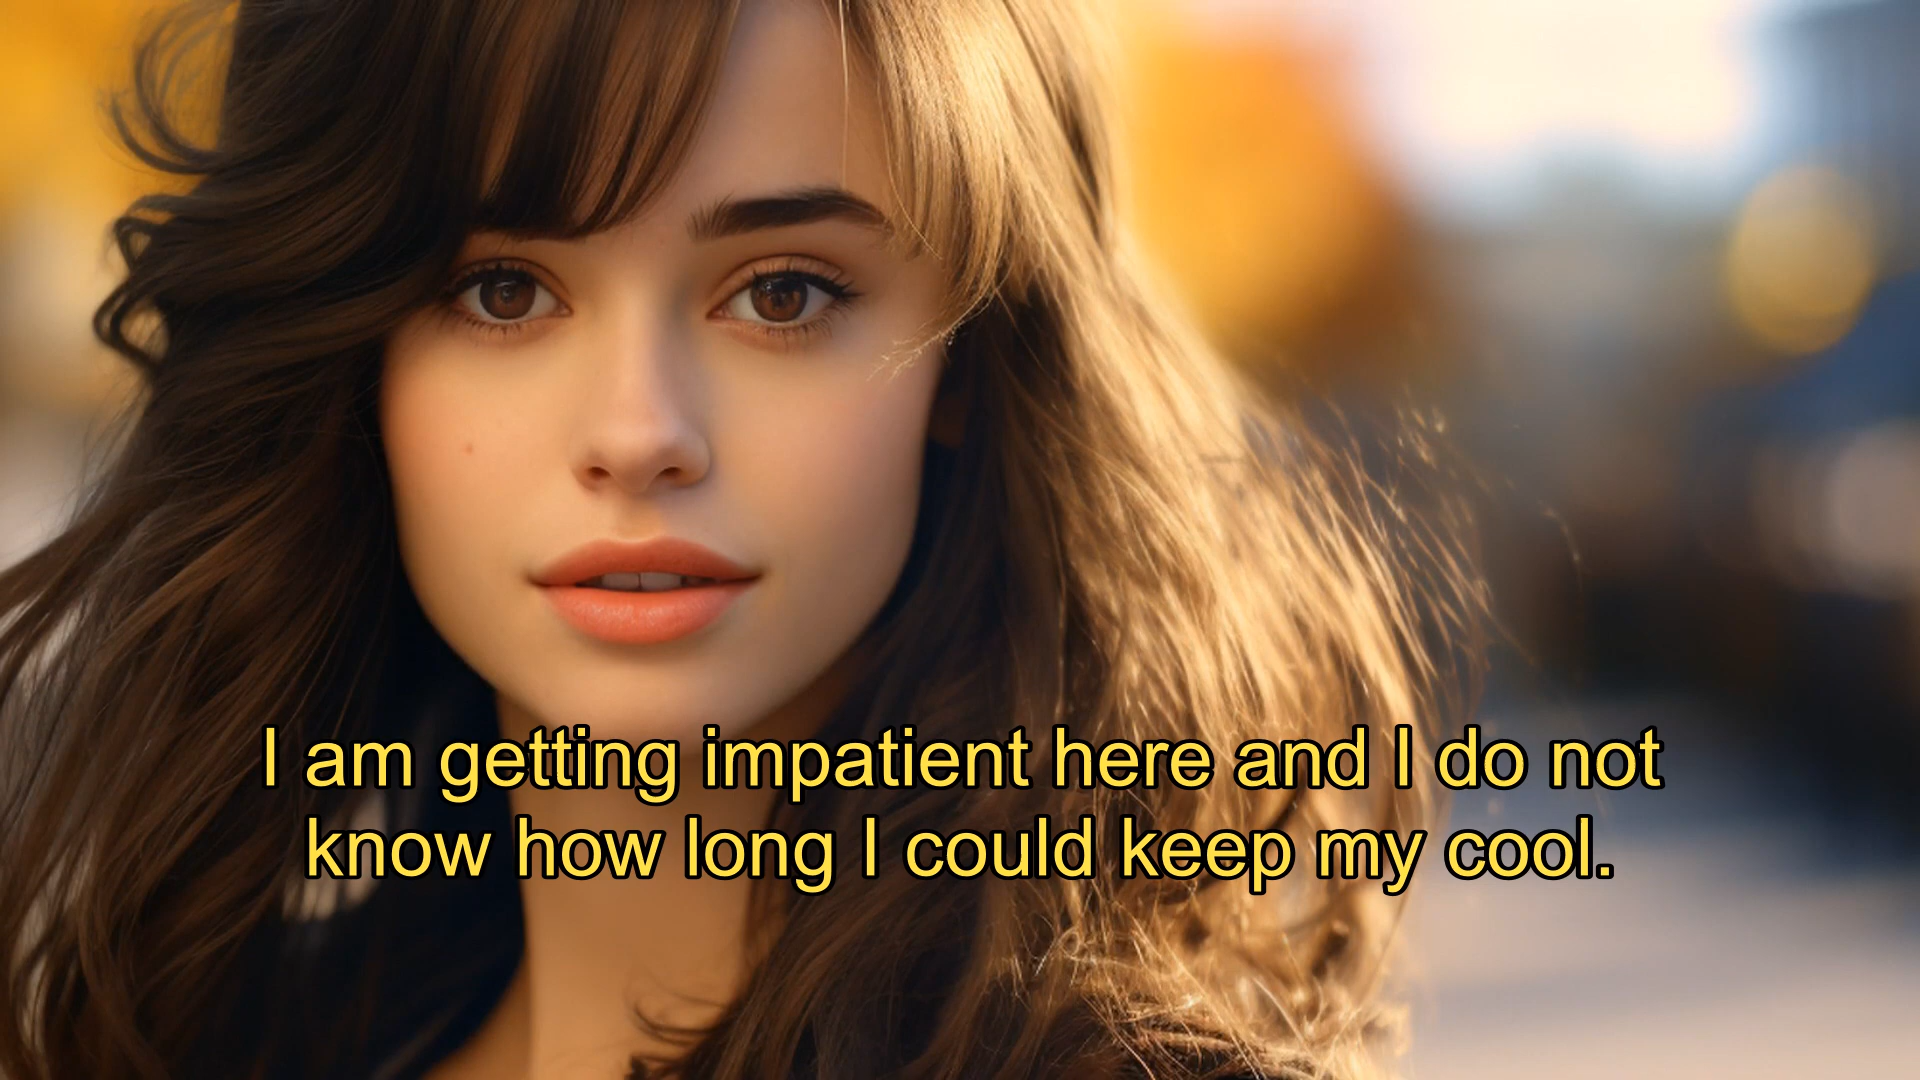 I am getting impatient here and I do not
know how long I could keep my cool.